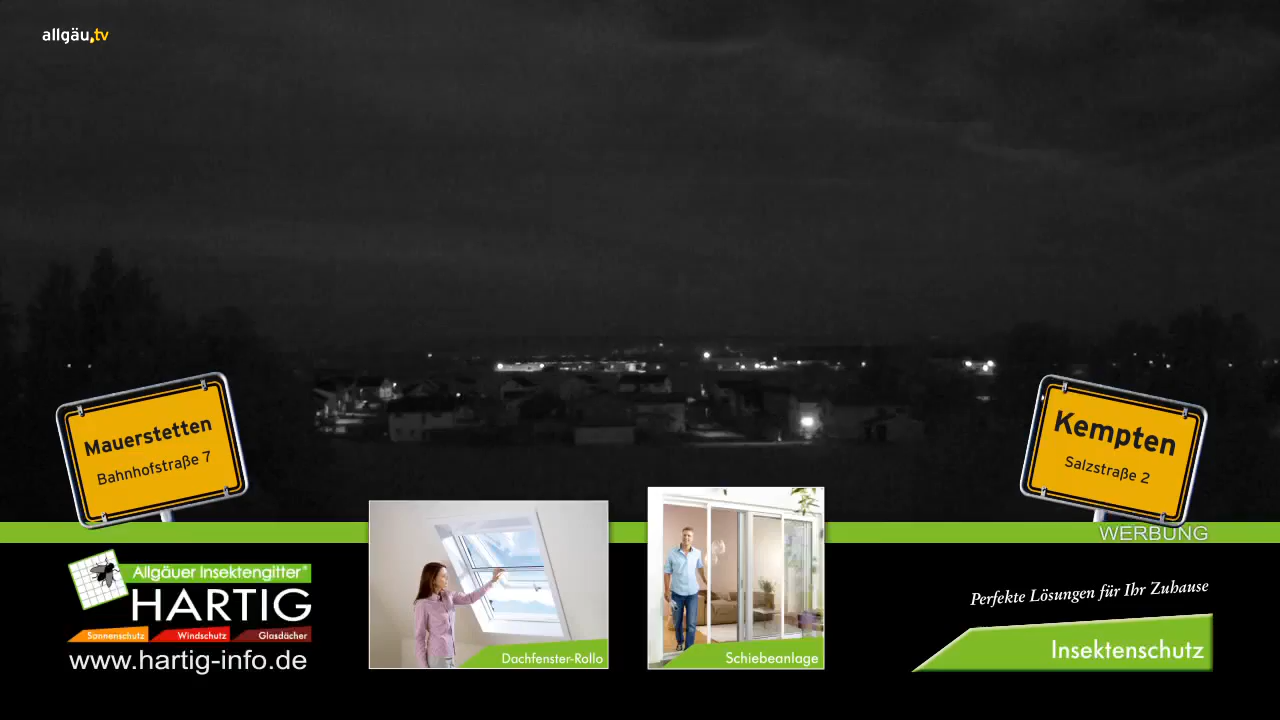 allgäu.tv
Mauerstetten
Bahnhofstraße 7
Kempten
Salzstraße 2
WERBUNG
Allgäuer Insektengitter®
HARTIG
Sonnenschutz Windschutz Glasdächer
www.hartig-info.de
Dachfenster-Rollo
Schiebeanlage
Perfekte Lösungen für Ihr Zuhause
Insektenschutz